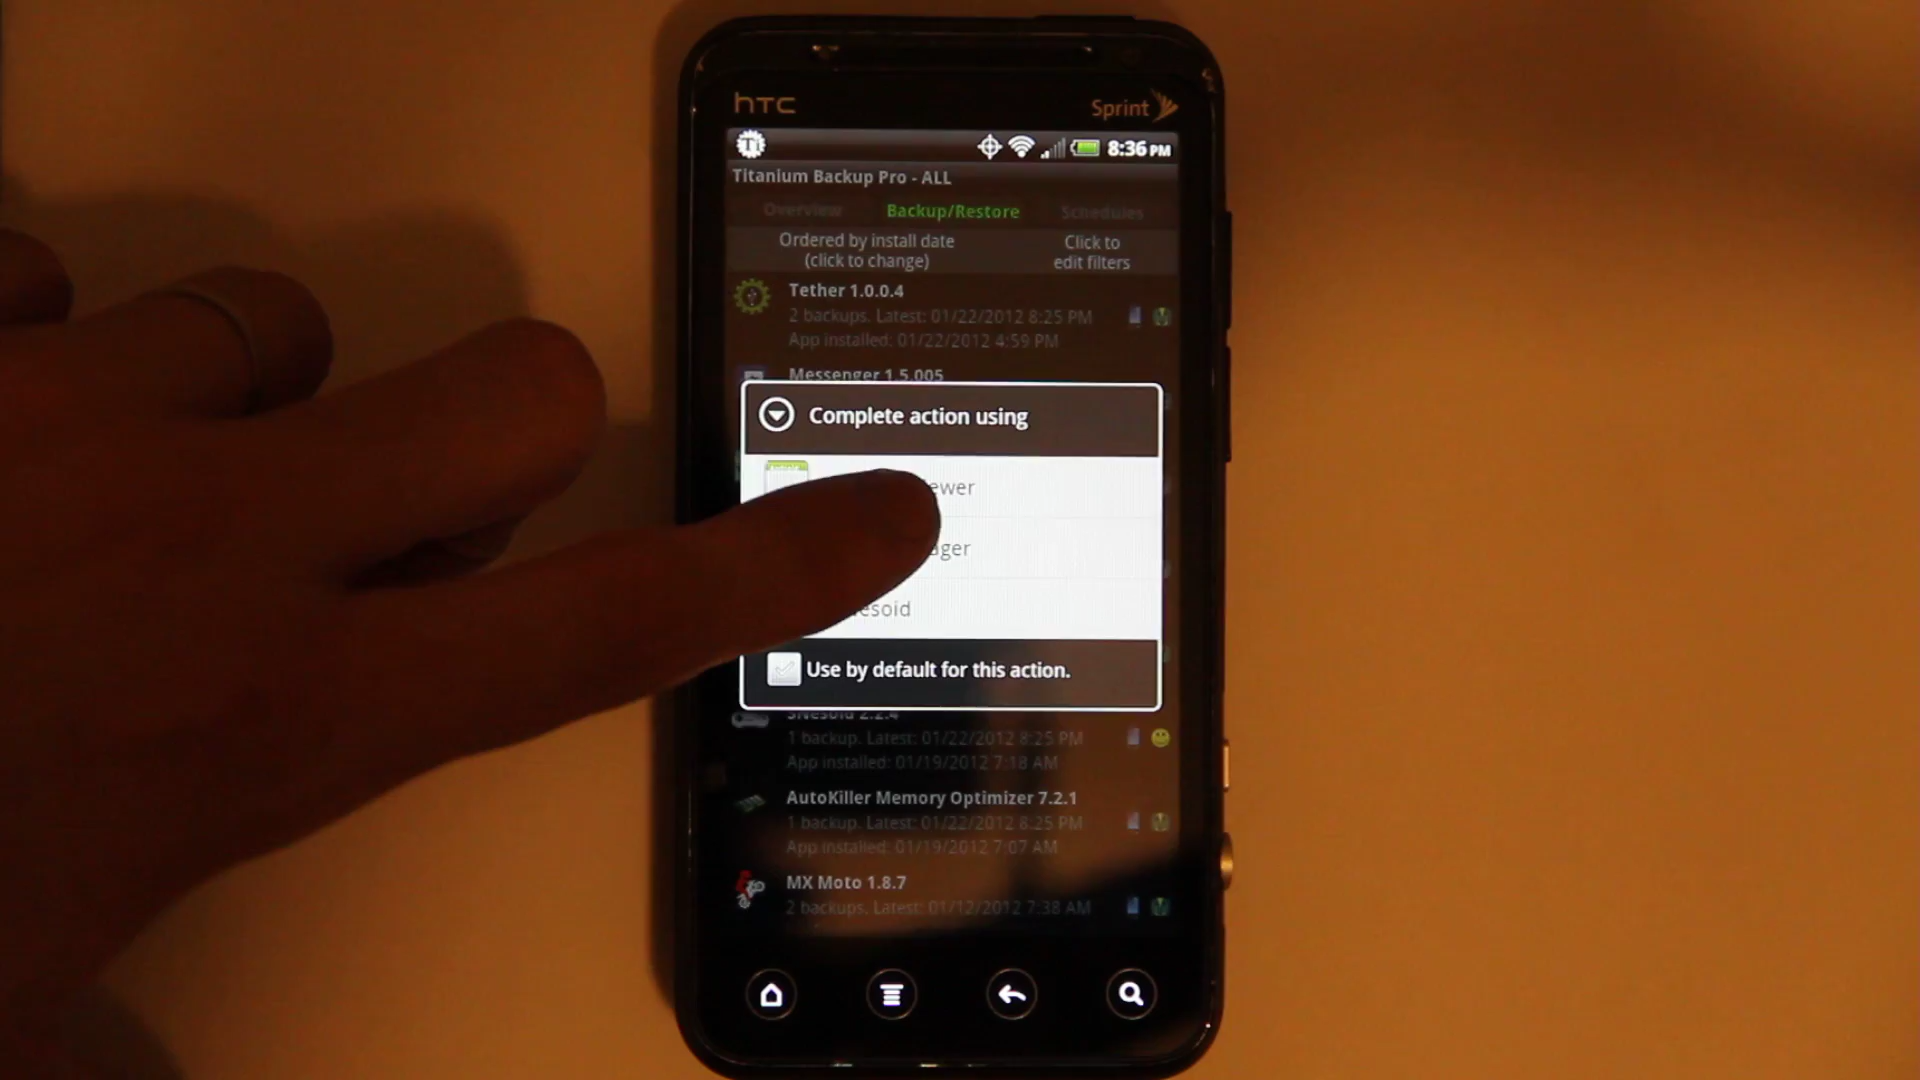 hTC
Sprint
8:36 PM
Titanium Backup Pro - ALL
Overview
Backup/Restore
Schedules
Ordered by install date
(click to change)
Click to
edit filters
Tether 1.0.0.4
2 backups. Latest: 01/22/2012 8:25 PM
App installed: 01/22/2012 4:59 PM
Messenger 1.5.005
Complete action using
Use by default for this action.
SNesoid 2.2.4
1 backup. Latest: 01/22/2012 8:25 PM
App installed: 01/19/2012 7:18 AM
AutoKiller Memory Optimizer 7.2.1
1 backup. Latest: 01/22/2012 8:25 PM
App installed: 01/19/2012 7:07 AM
MX Moto 1.8.7
2 backups. Latest: 01/12/2012 7:38 AM